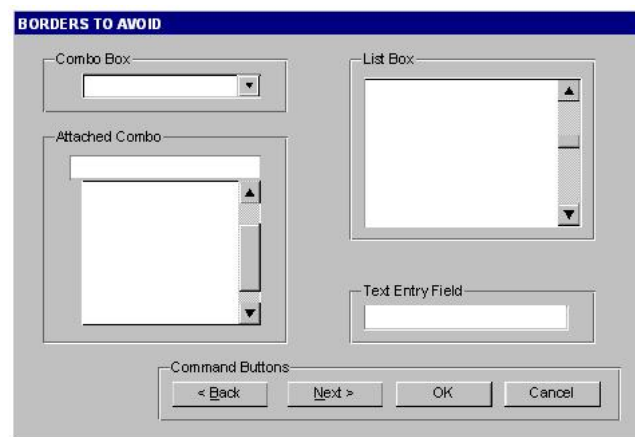 BORDERS TO AVOID
Combo Box
List Box
Attached Combo
Text Entry Field
Command Buttons
< Back Next > OK Cancel